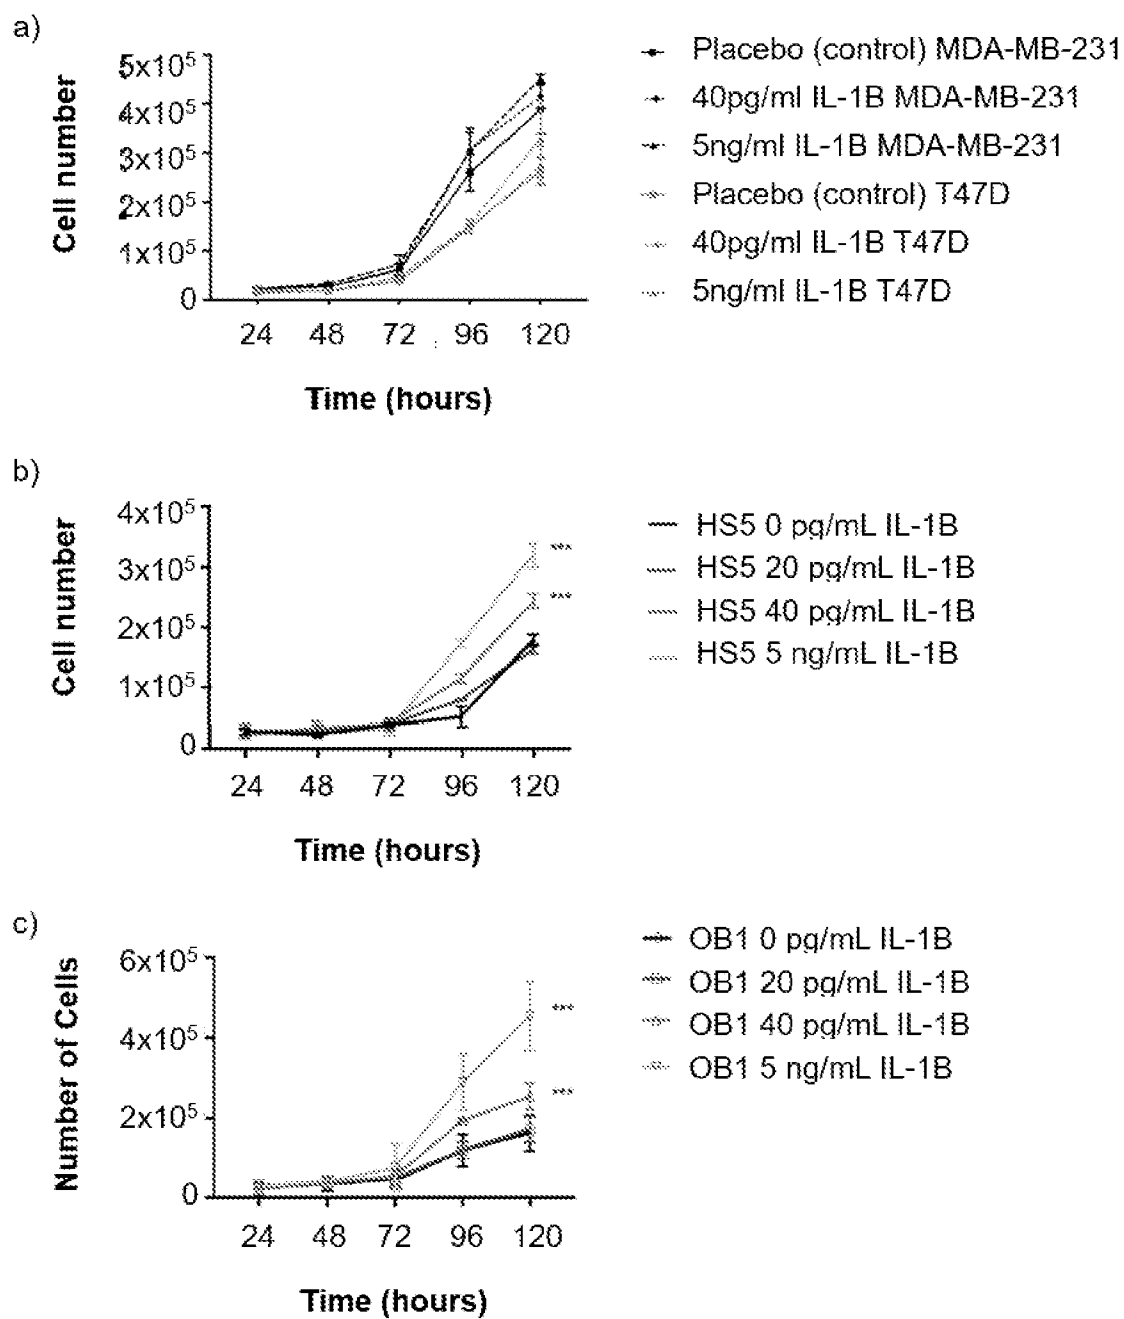 a)
Cell number
5x10⁵
4x10⁵
3x10⁵
2x10⁵
1x10⁵
0
24 48 72 96 120
Time (hours)
Placebo (control) MDA-MB-231
40pg/ml IL-1B MDA-MB-231
5ng/ml IL-1B MDA-MB-231
Placebo (control) T47D
40pg/ml IL-1B T47D
5ng/ml IL-1B T47D
b)
Cell number
4x10⁵
3x10⁵
2x10⁵
1x10⁵
0
24 48 72 96 120
Time (hours)
***
***
HS5 0 pg/mL IL-1B
HS5 20 pg/mL IL-1B
HS5 40 pg/mL IL-1B
HS5 5 ng/mL IL-1B
c)
Number of Cells
6x10⁵
4x10⁵
2x10⁵
0
24 48 72 96 120
Time (hours)
***
***
OB1 0 pg/mL IL-1B
OB1 20 pg/mL IL-1B
OB1 40 pg/mL IL-1B
OB1 5 ng/mL IL-1B